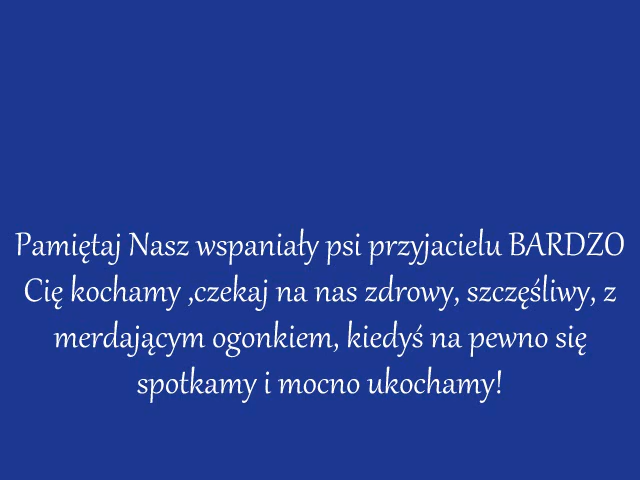 Pamiętaj Nasz wspaniały psi przyjacielu BARDZO
Cię kochamy ,czekaj na nas zdrowy, szczęśliwy, z
merdającym ogonkiem, kiedyś na pewno się
spotkamy i mocno ukochamy!